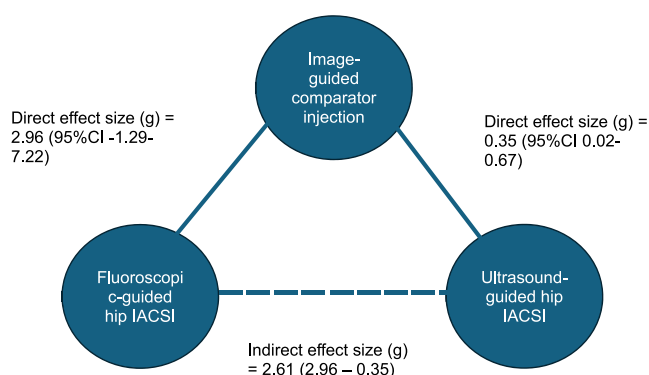 Image-
guided
comparator
injection
Direct effect size (g) =
2.96 (95%CI -1.29-
7.22)
Direct effect size (g) =
0.35 (95%CI 0.02-
0.67)
Fluoroscopi
c-guided
hip IACSI
Ultrasound-
guided hip
IACSI
Indirect effect size (g)
= 2.61 (2.96 – 0.35)